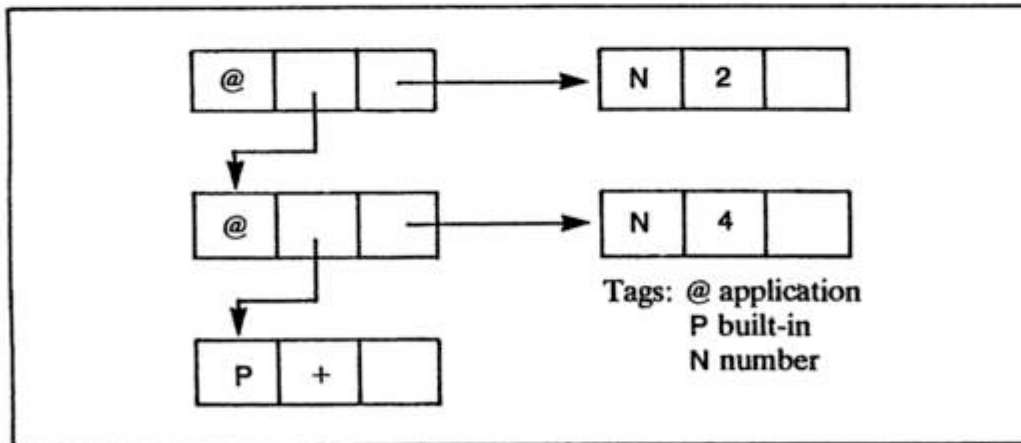 @ N 2
@ N 4
Tags: @ application
P built-in
N number
P +